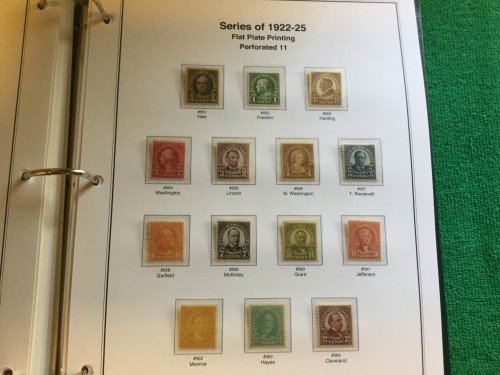 Series of 1922-25
Flat Plate Printing
Perforated 11
#551 #552 #553
Hale Franklin Harding
#554 #555 #556 #557
Washington Lincoln M. Washington T. Roosevelt
CENTS
#558 #559 #560 #561
Garfield McKinley Grant Jefferson
#562 #563 #564
Monroe Hayes Cleveland